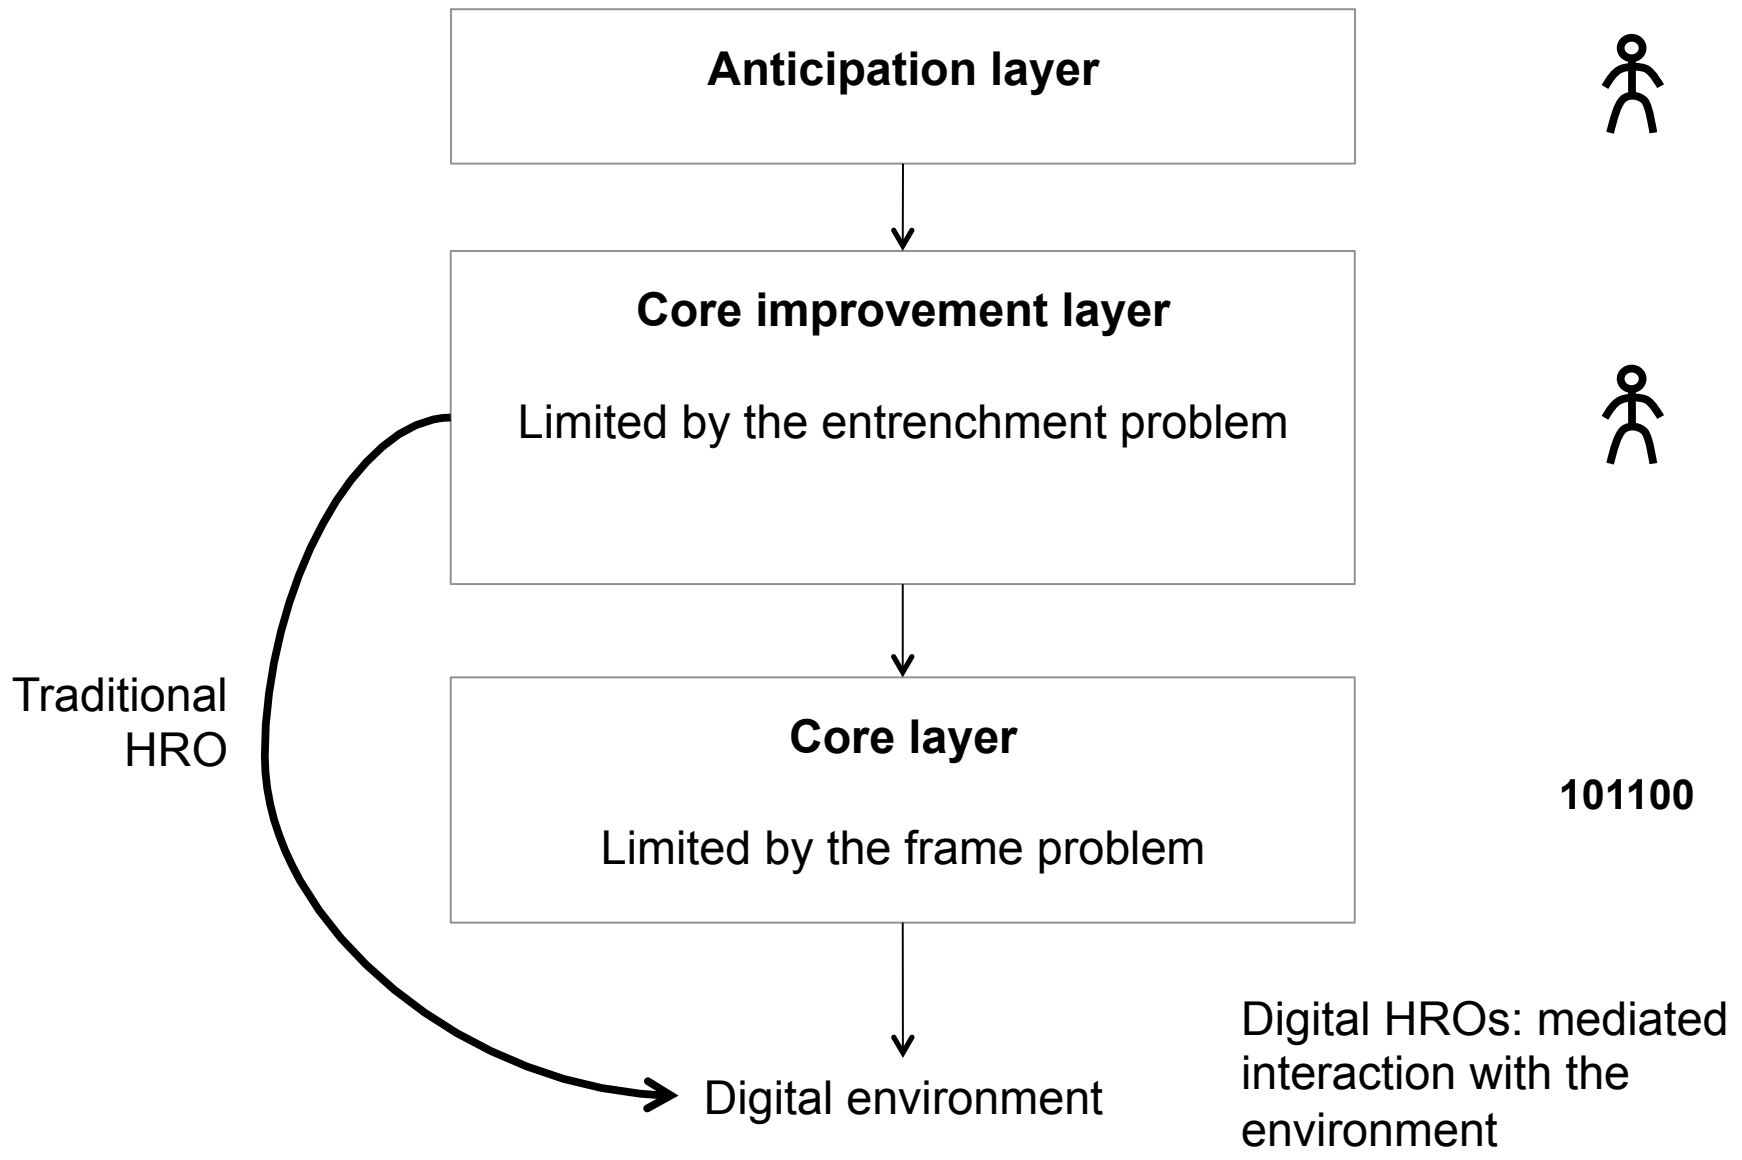 Anticipation layer
Core improvement layer
Limited by the entrenchment problem
Traditional
HRO
Core layer
Limited by the frame problem
101100
Digital environment
Digital HROs: mediated
interaction with the
environment